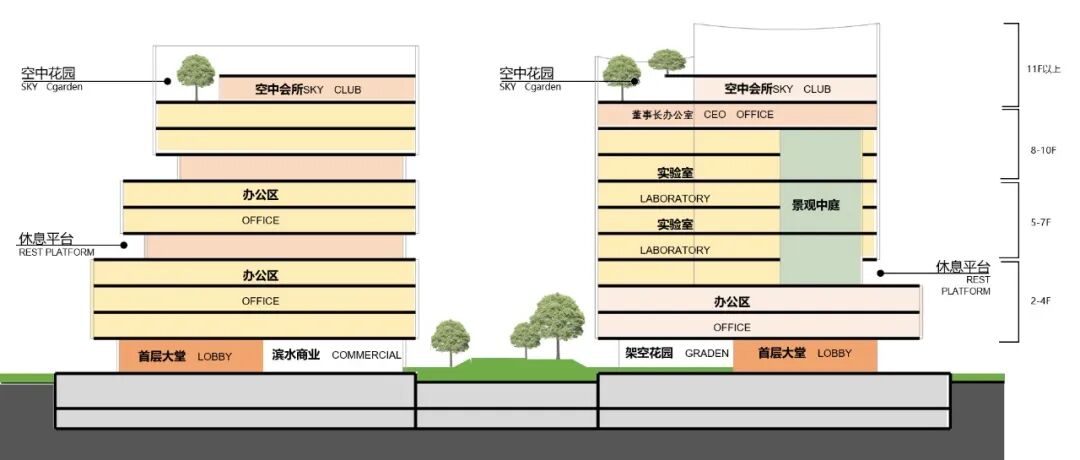 空中花园
SKY Cgarden
空中会所SKY CLUB
办公区
OFFICE
休息平台
REST PLATFORM
办公区
OFFICE
首层大堂 LOBBY
滨水商业 COMMERCIAL
空中花园
SKY Cgarden
空中会所SKY CLUB
董事长办公室 CEO OFFICE
实验室
LABORATORY
实验室
LABORATORY
景观中庭
休息平台
REST
PLATFORM
办公区
OFFICE
架空花园 GRADEN
首层大堂 LOBBY
11F以上
8-10F
5-7F
2-4F